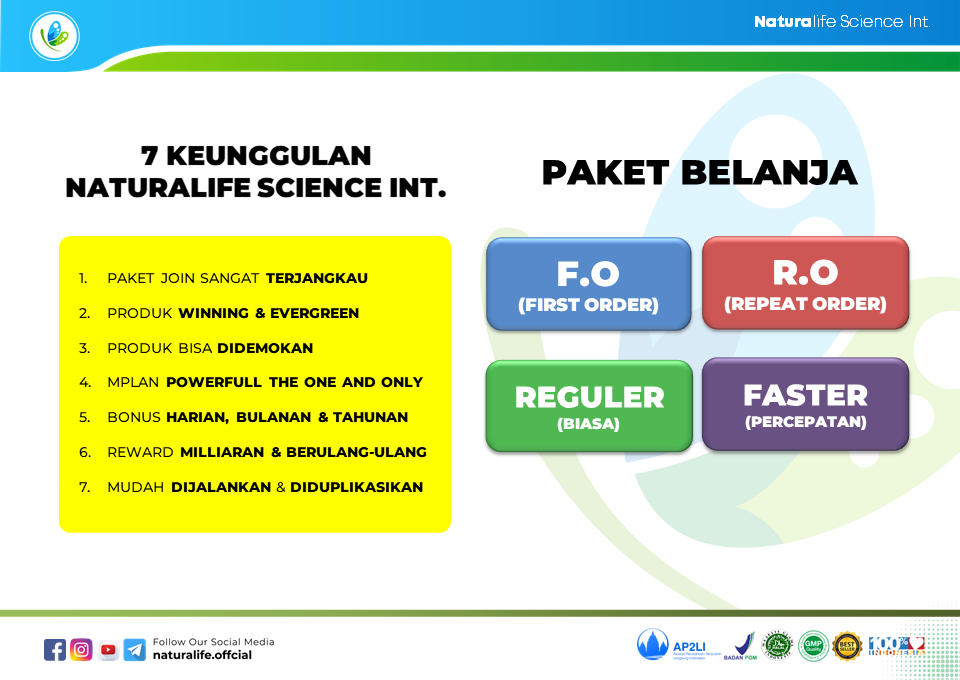 Naturalife Science Int.
7 KEUNGGULAN
NATURALIFE SCIENCE INT.
1. PAKET JOIN SANGAT TERJANGKAU
2. PRODUK WINNING & EVERGREEN
3. PRODUK BISA DIDEMOKAN
4. MPLAN POWERFULL THE ONE AND ONLY
5. BONUS HARIAN, BULANAN & TAHUNAN
6. REWARD MILLIARAN & BERULANG-ULANG
7. MUDAH DIJALANKAN & DIDUPLIKASIKAN
PAKET BELANJA
F.O
(FIRST ORDER)
R.O
(REPEAT ORDER)
REGULER
(BIASA)
FASTER
(PERCEPATAN)
Follow Our Social Media
naturalife.offcial
AP2LI
BADAN POM
HALAL
GMP
Quality
BEST
SELLER
100%
INDONESIA